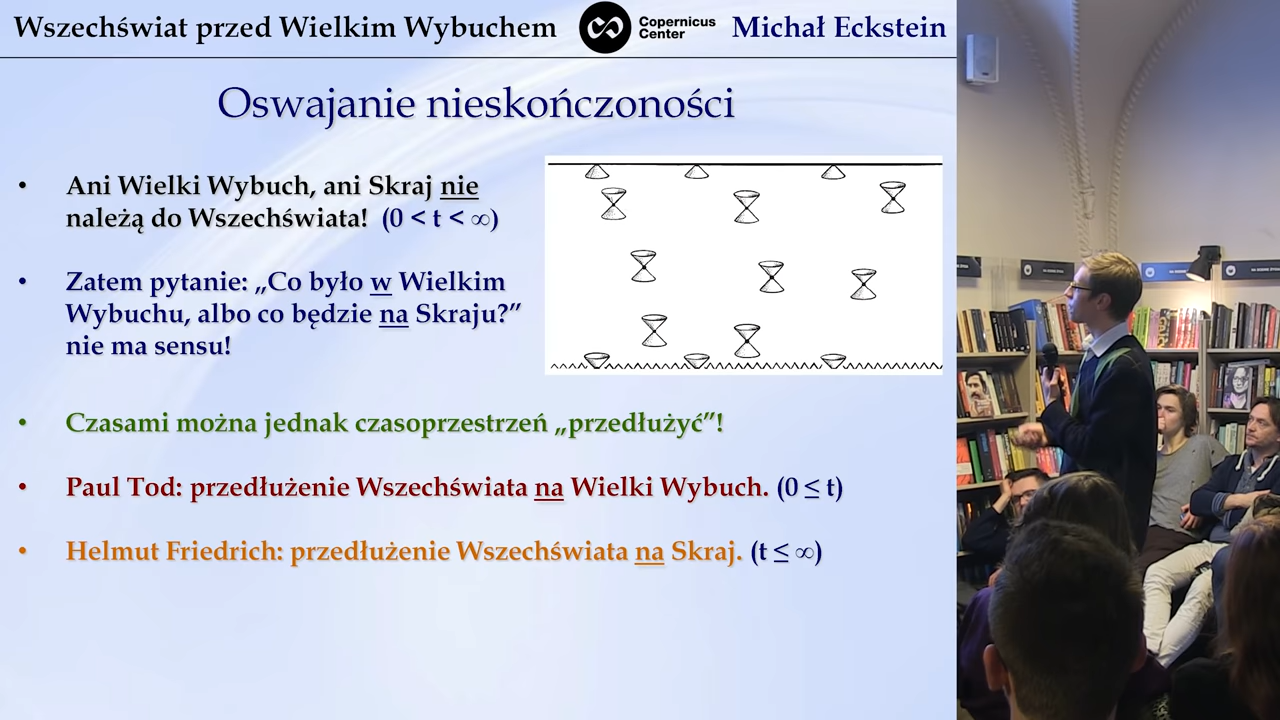 Wszechświat przed Wielkim Wybuchem
Copernicus
Center
Michał Eckstein
Oswajanie nieskończoności
• Ani Wielki Wybuch, ani Skraj nie
należą do Wszechświata! (0 < t < ∞)
• Zatem pytanie: „Co było w Wielkim
Wybuchu, albo co będzie na Skraju?”
nie ma sensu!
• Czasami można jednak czasoprzestrzeń „przedłużyć”!
• Paul Tod: przedłużenie Wszechświata na Wielki Wybuch. (0 ≤ t)
• Helmut Friedrich: przedłużenie Wszechświata na Skraj. (t ≤ ∞)